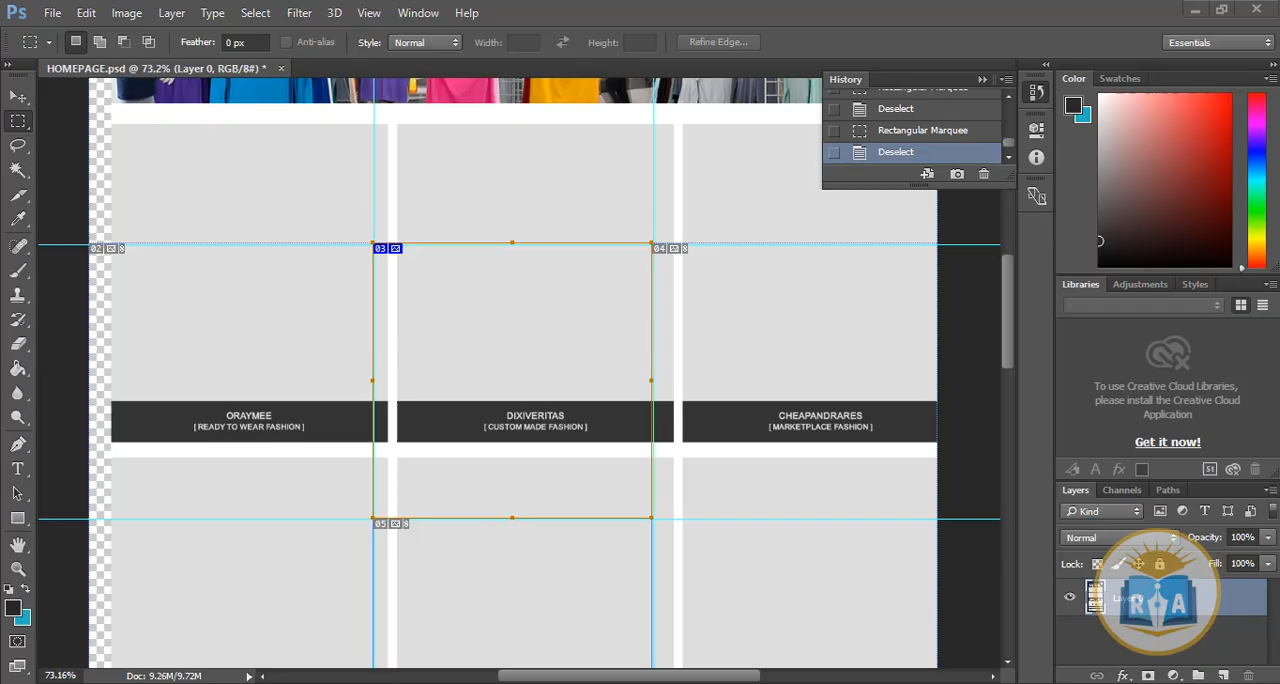 Ps File Edit Image Layer Type Select Filter 3D View Window Help
Feather: 0 px Anti-alias Style: Normal Width: Height: Refine Edge... Essentials
HOMEPAGE.psd @ 73.2% (Layer 0, RGB/8#) * ×
History
Deselect
Rectangular Marquee
Deselect
Color Swatches
02
03
04
Libraries Adjustments Styles
To use Creative Cloud Libraries,
please install the Creative Cloud
Application
Get it now!
ORAYMEE
[ READY TO WEAR FASHION ]
DIXIVERITAS
[ CUSTOM MADE FASHION ]
CHEAPANDRARES
[ MARKETPLACE FASHION ]
St
Layers Channels Paths
Kind
Normal Opacity: 100%
Lock: Fill: 100%
Layer 0
R A
05
73.16% Doc: 9.26M/9.72M